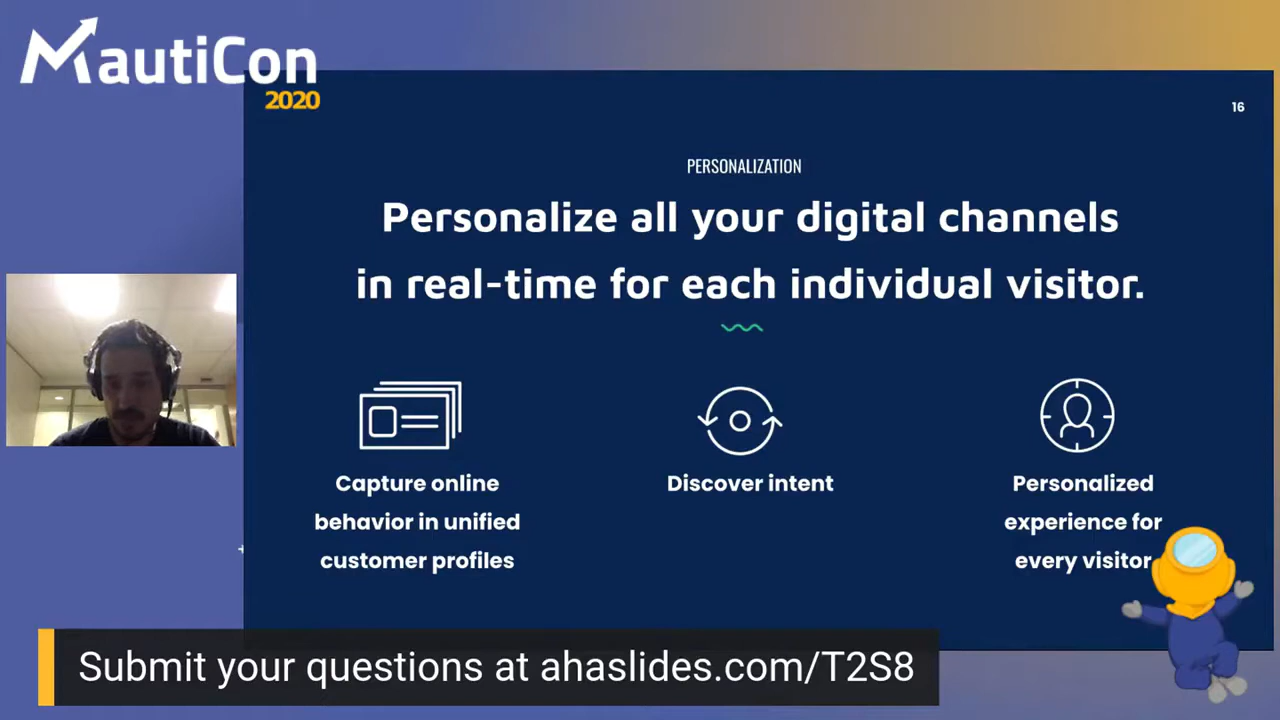 MautiCon
2020
16
PERSONALIZATION
Personalize all your digital channels
in real-time for each individual visitor.
Capture online
behavior in unified
customer profiles
Discover intent
Personalized
experience for
every visitor
Submit your questions at ahaslides.com/T2S8